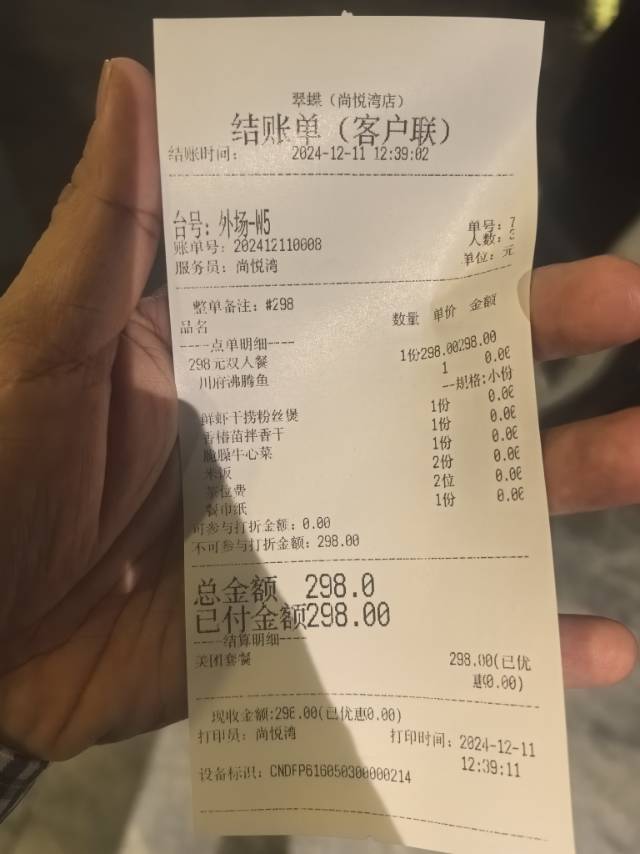 翠蝶（尚悦湾店）
结账单（客户联）
结账时间： 2024-12-11 12:39:02
台号：外场-W5 单号：7
账单号：202412110008 人数：
服务员：尚悦湾 单位：元
整单备注：#298
品名 数量 单价 金额
----点单明细----
298元双人餐 1份298.00298.00
川府沸腾鱼 1 0.0
--规格:小份
鲜虾干捞粉丝煲 1份 0.0
香椿苗拌香干 1份 0.0
脆臊牛心菜 1份 0.0
米饭 2份 0.0
茶位费 2位 0.0
餐巾纸 1份 0.0
可参与打折金额：0.00
不可参与打折金额：298.00
总金额 298.0
已付金额298.00
----结算明细----
美团套餐 298.00(已优
惠0.00)
现收金额:298.00(已优惠0.00)
打印员：尚悦湾 打印时间：2024-12-11
12:39:11
设备标识：CNDFP616050300000214